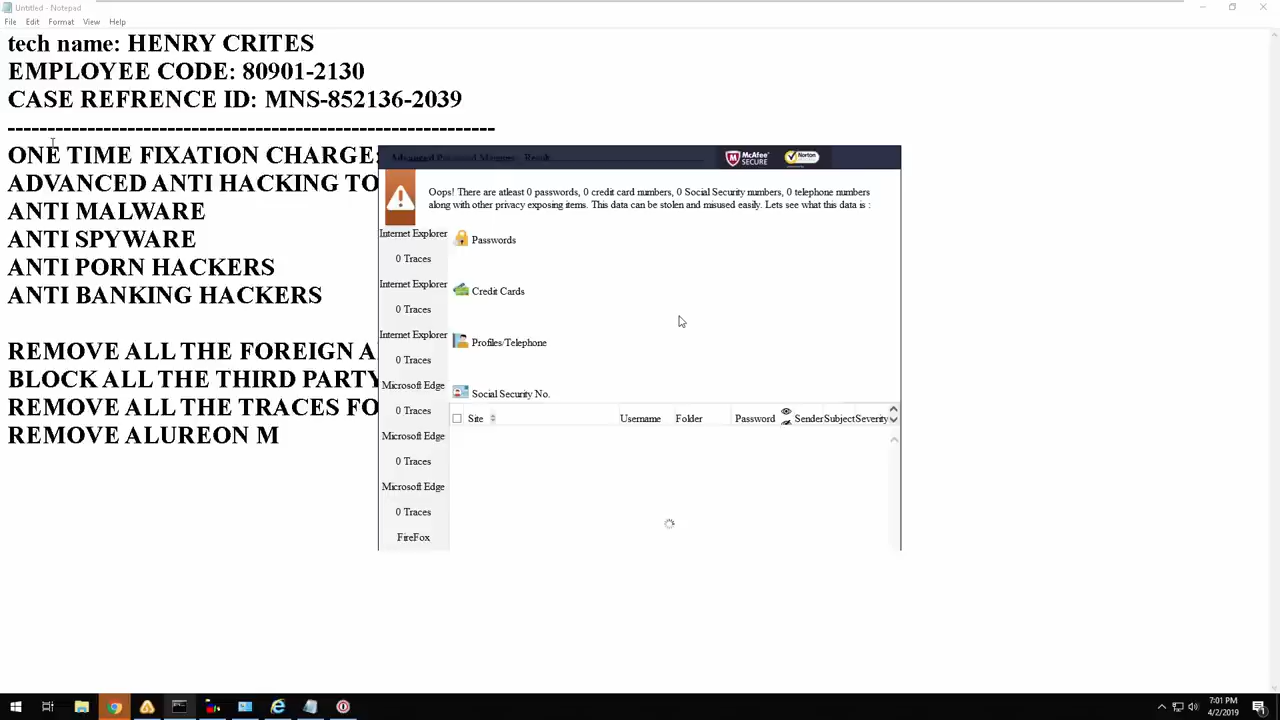 Untitled - Notepad
File Edit Format View Help
tech name: HENRY CRITES
EMPLOYEE CODE: 80901-2130
CASE REFRENCE ID: MNS-852136-2039
-------------------------------------------------------------
ONE TIME FIXATION CHARGE:
ADVANCED ANTI HACKING TO
ANTI MALWARE
ANTI SPYWARE
ANTI PORN HACKERS
ANTI BANKING HACKERS
REMOVE ALL THE FOREIGN A
BLOCK ALL THE THIRD PARTY
REMOVE ALL THE TRACES FO
REMOVE ALUREON M
Advanced Password Result
McAfee SECURE
Norton
Oops! There are atleast 0 passwords, 0 credit card numbers, 0 Social Security numbers, 0 telephone numbers
along with other privacy exposing items. This data can be stolen and misused easily. Lets see what this data is :
Internet Explorer
0 Traces
Internet Explorer
0 Traces
Internet Explorer
0 Traces
Microsoft Edge
0 Traces
Microsoft Edge
0 Traces
Microsoft Edge
0 Traces
FireFox
Passwords
Credit Cards
Profiles/Telephone
Social Security No.
Site Username Folder Password Sender Subject Severity
7:01 PM
4/2/2019